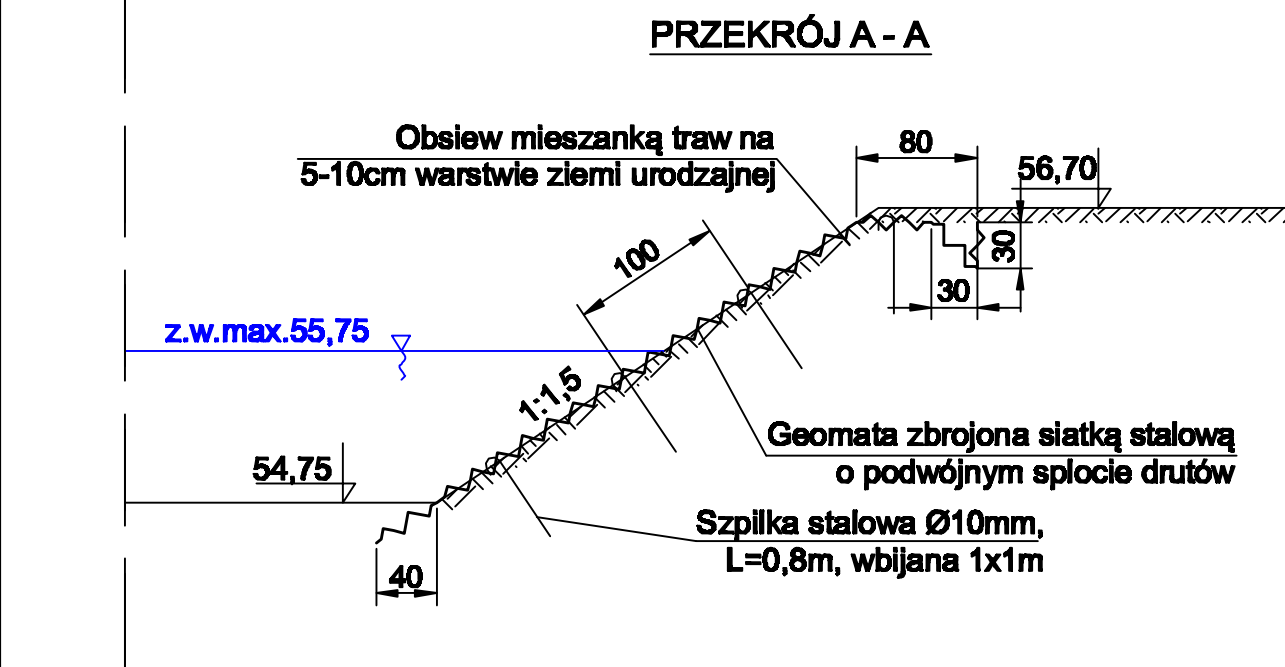 PRZEKRÓJ A - A
Obsiew mieszanką traw na
5-10cm warstwie ziemi urodzajnej
80
56,70
100
30
30
z.w.max.55,75
1:1,5
Geomata zbrojona siatką stalową
o podwójnym splocie drutów
54,75
Szpilka stalowa Ø10mm,
L=0,8m, wbijana 1x1m
40